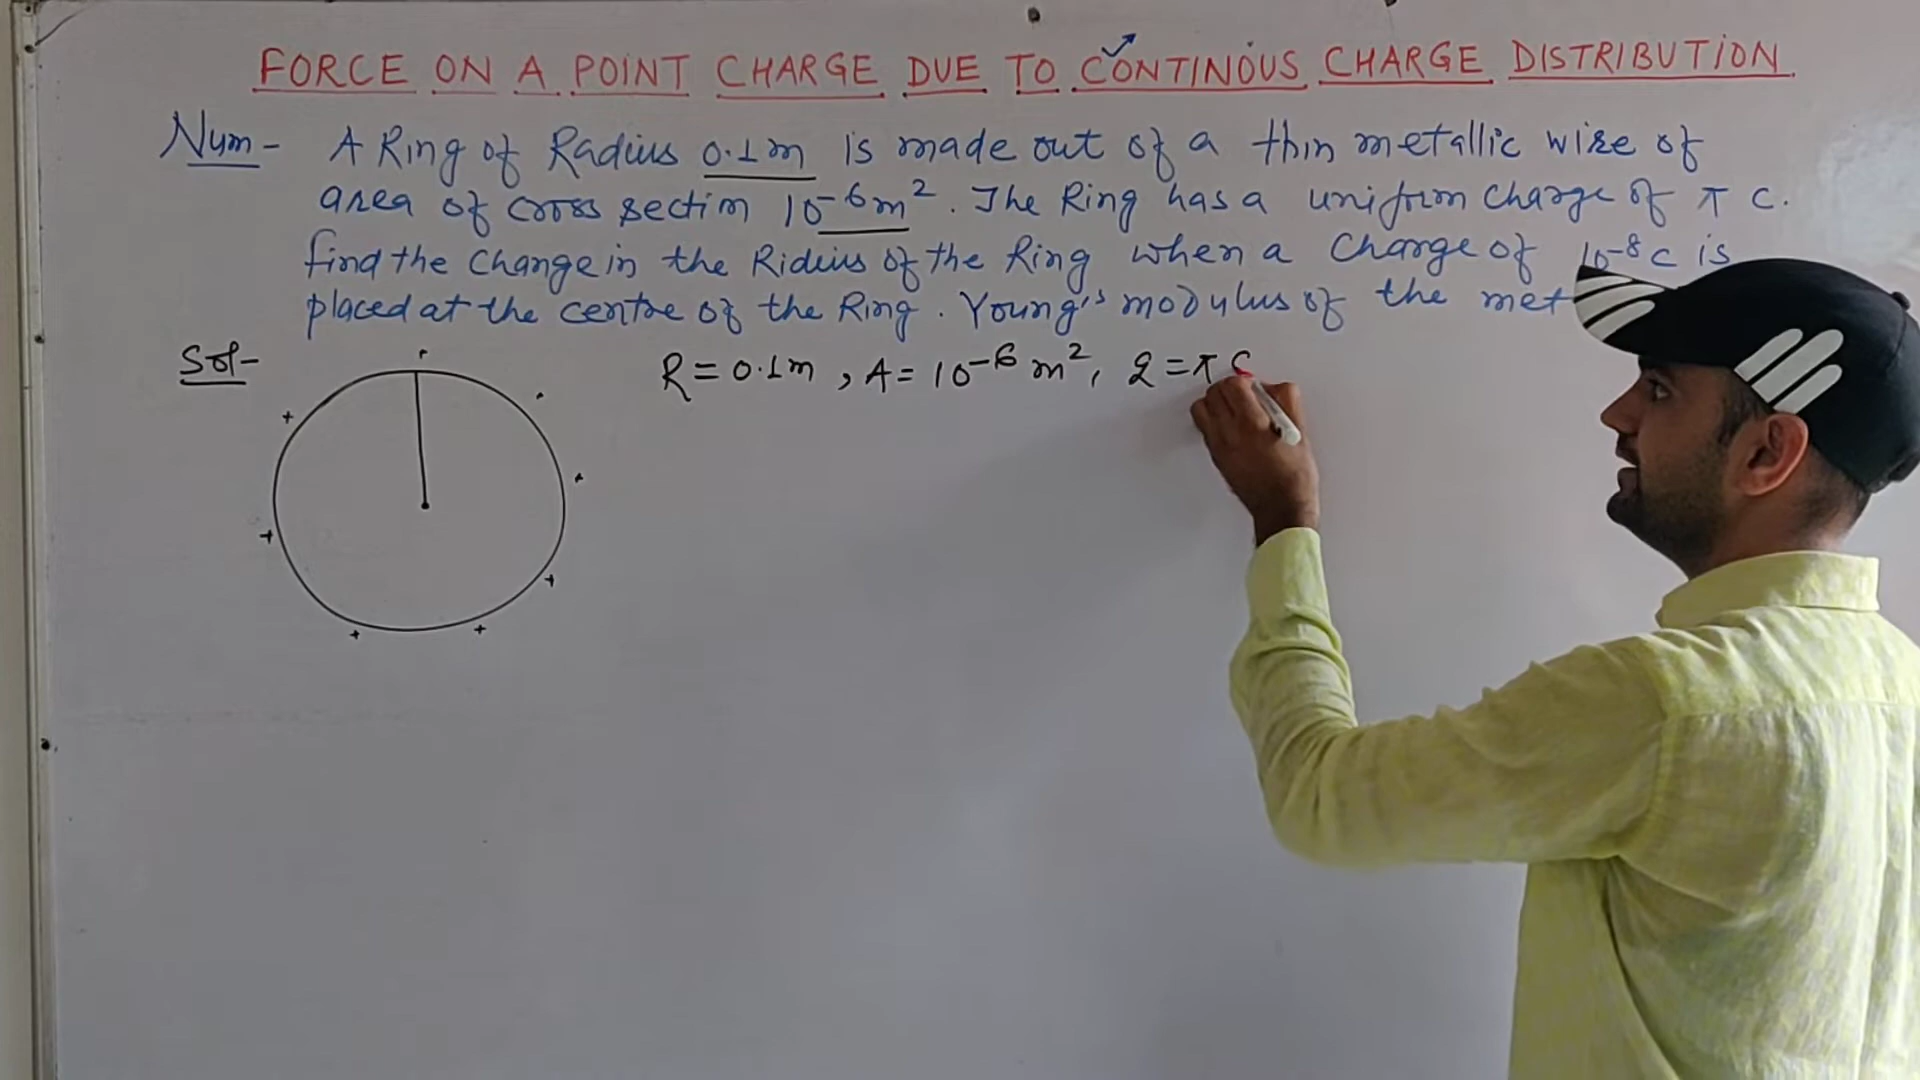 FORCE ON A POINT CHARGE DUE TO CONTINOUS CHARGE DISTRIBUTION
Num- A Ring of Radius 0.1m is made out of a thin metallic wire of
area of cross section 10⁻⁶m². The Ring has a uniform charge of π C.
find the change in the Ridius of the Ring when a Charge of 10⁻⁸C is
placed at the centre of the Ring. Young's modulus of the met
Sol- R = 0.1m , A = 10⁻⁶ m², q = π C